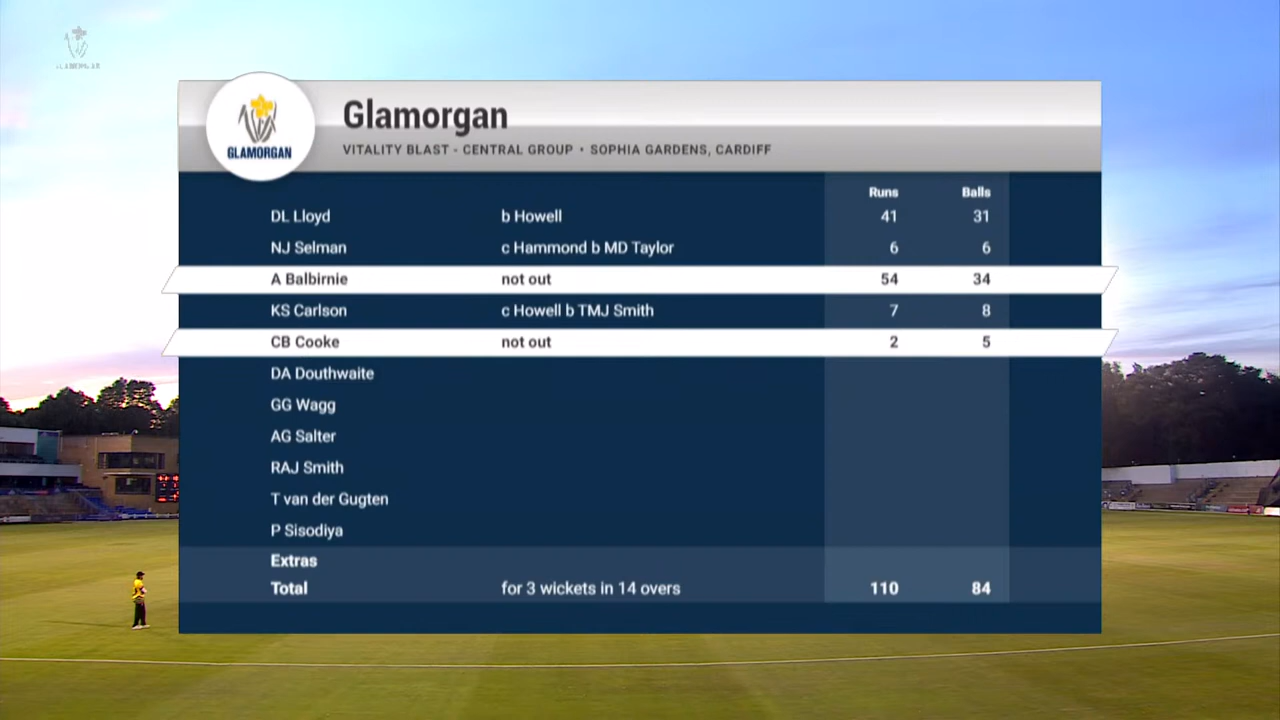 GLAMORGAN
GLAMORGAN
Glamorgan
VITALITY BLAST - CENTRAL GROUP • SOPHIA GARDENS, CARDIFF
Runs Balls
DL Lloyd b Howell 41 31
NJ Selman c Hammond b MD Taylor 6 6
A Balbirnie not out 54 34
KS Carlson c Howell b TMJ Smith 7 8
CB Cooke not out 2 5
DA Douthwaite
GG Wagg
AG Salter
RAJ Smith
T van der Gugten
P Sisodiya
Extras
Total for 3 wickets in 14 overs 110 84